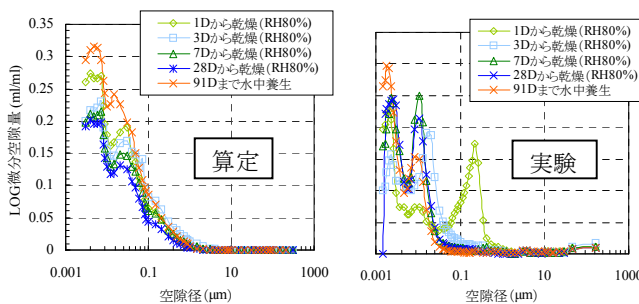 LOG微分空隙量 (ml/ml)
0.35
0.3
0.25
0.2
0.15
0.1
0.05
0
1Dから乾燥(RH80%)
3Dから乾燥(RH80%)
7Dから乾燥(RH80%)
28Dから乾燥(RH80%)
91Dまで水中養生
算定
0.001 0.1 10 1000
空隙径(μm)
1Dから乾燥(RH80%)
3Dから乾燥(RH80%)
7Dから乾燥(RH80%)
28Dから乾燥(RH80%)
91Dまで水中養生
実験
0.001 0.1 10 1000
空隙径(μm)